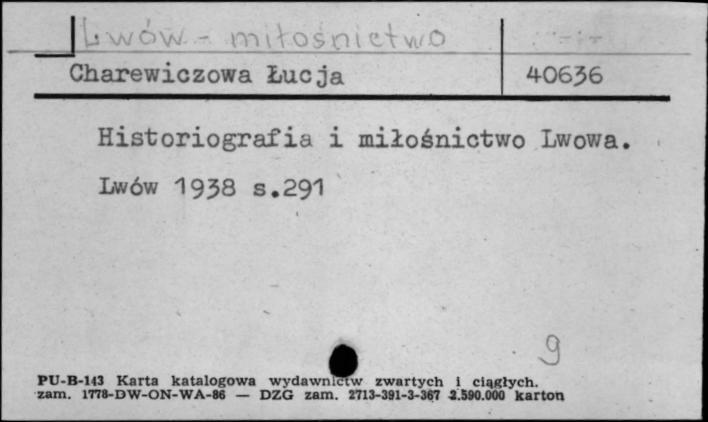 Lwów - miłośnictwo
Charewiczowa Łucja 40636
Historiografia i miłośnictwo Lwowa.
Lwów 1938 s.291
9
PU-B-143 Karta katalogowa wydawnictw zwartych i ciągłych.
zam. 1778-DW-ON-WA-86 — DZG zam. 2713-391-3-367 2.590.000 karton